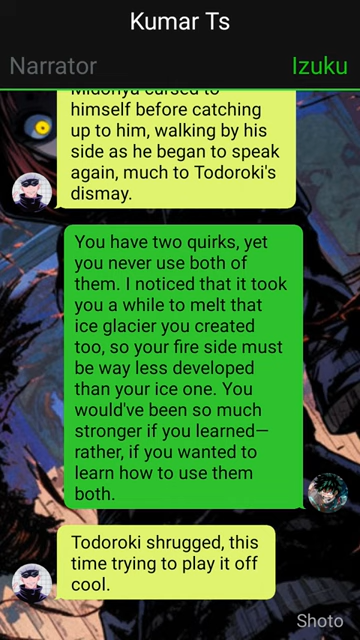 Kumar Ts
Narrator
Izuku
Midoriya cursed to
himself before catching
up to him, walking by his
side as he began to speak
again, much to Todoroki's
dismay.
You have two quirks, yet
you never use both of
them. I noticed that it took
you a while to melt that
ice glacier you created
too, so your fire side must
be way less developed
than your ice one. You
would've been so much
stronger if you learned—
rather, if you wanted to
learn how to use them
both.
Todoroki shrugged, this
time trying to play it off
cool.
Shoto